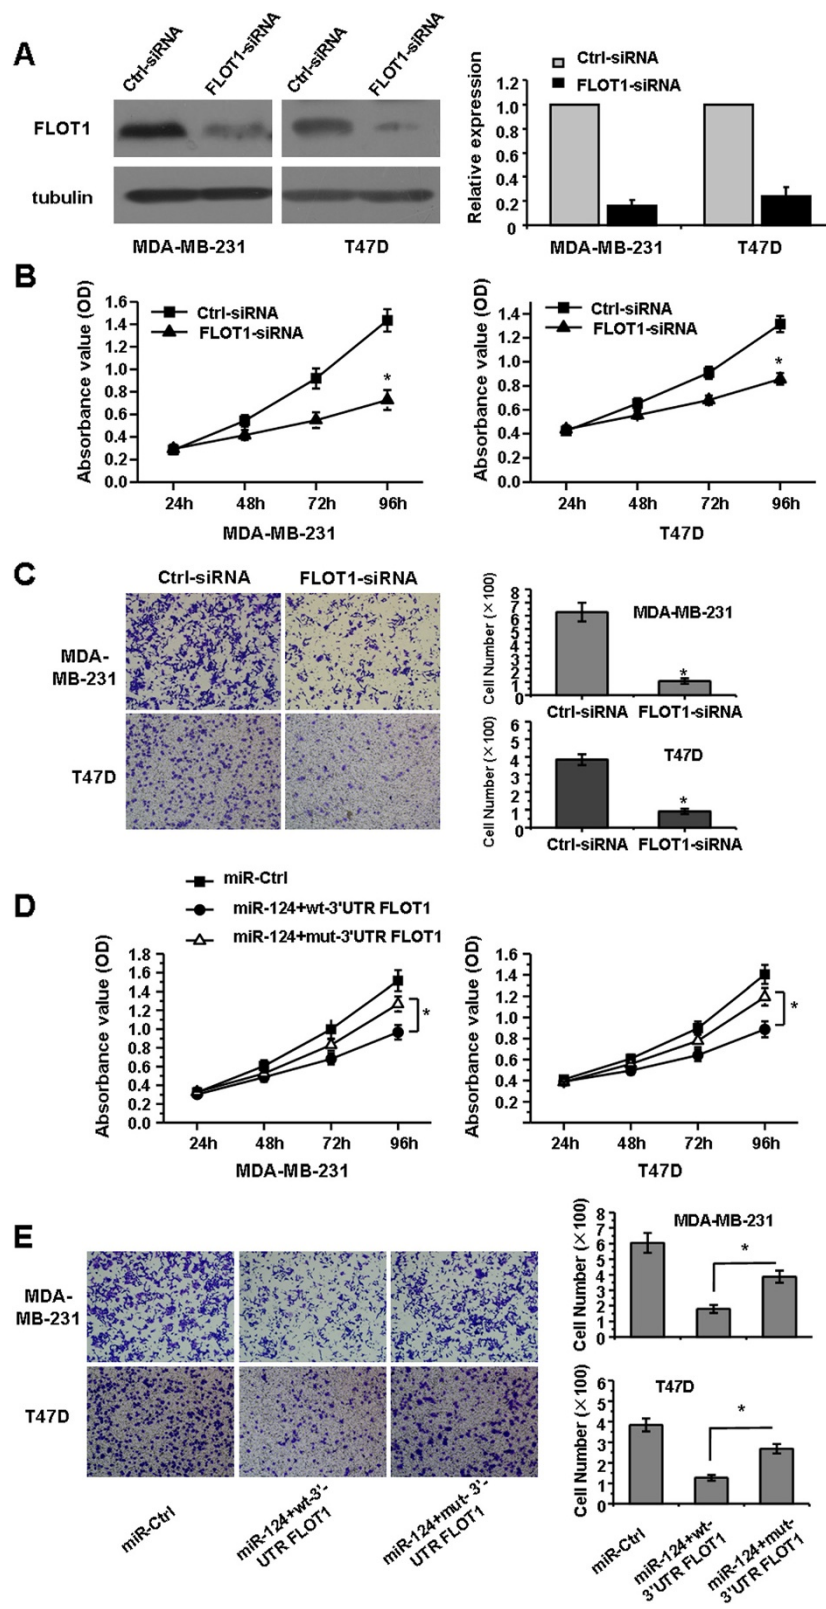 A
Ctrl-siRNA
FLOT1-siRNA
Ctrl-siRNA
FLOT1-siRNA
FLOT1
tubulin
MDA-MB-231
T47D
Ctrl-siRNA
FLOT1-siRNA
Relative expression
1.2
1.0
0.8
0.6
0.4
0.2
0
MDA-MB-231
T47D
B
Absorbance value (OD)
1.6
1.4
1.2
1.0
0.8
0.6
0.4
0.2
0.0
Ctrl-siRNA
FLOT1-siRNA
*
24h 48h 72h 96h
MDA-MB-231
Absorbance value (OD)
1.4
1.2
1.0
0.8
0.6
0.4
0.2
0.0
Ctrl-siRNA
FLOT1-siRNA
*
24h 48h 72h 96h
T47D
C
Ctrl-siRNA
FLOT1-siRNA
MDA-
MB-231
T47D
Cell Number (×100)
8
7
6
5
4
3
2
1
0
MDA-MB-231
*
Ctrl-siRNA FLOT1-siRNA
Cell Number (×100)
6
5
4
3
2
1
0
T47D
*
Ctrl-siRNA FLOT1-siRNA
D
miR-Ctrl
miR-124+wt-3'UTR FLOT1
miR-124+mut-3'UTR FLOT1
Absorbance value (OD)
1.8
1.6
1.4
1.2
1.0
0.8
0.6
0.4
0.2
0.0
*
24h 48h 72h 96h
MDA-MB-231
Absorbance value (OD)
1.6
1.4
1.2
1.0
0.8
0.6
0.4
0.2
*
24h 48h 72h 96h
T47D
E
MDA-
MB-231
T47D
miR-Ctrl
miR-124+wt-3'-
UTR FLOT1
miR-124+mut- 3'-
UTR FLOT1
Cell Number (×100)
8
6
5
4
3
2
1
0
MDA-MB-231
*
Cell Number (×100)
6
5
4
3
2
1
0
T47D
*
miR-Ctrl
miR-124+wt-
3'UTR FLOT1
miR-124+mut-
3'UTR FLOT1